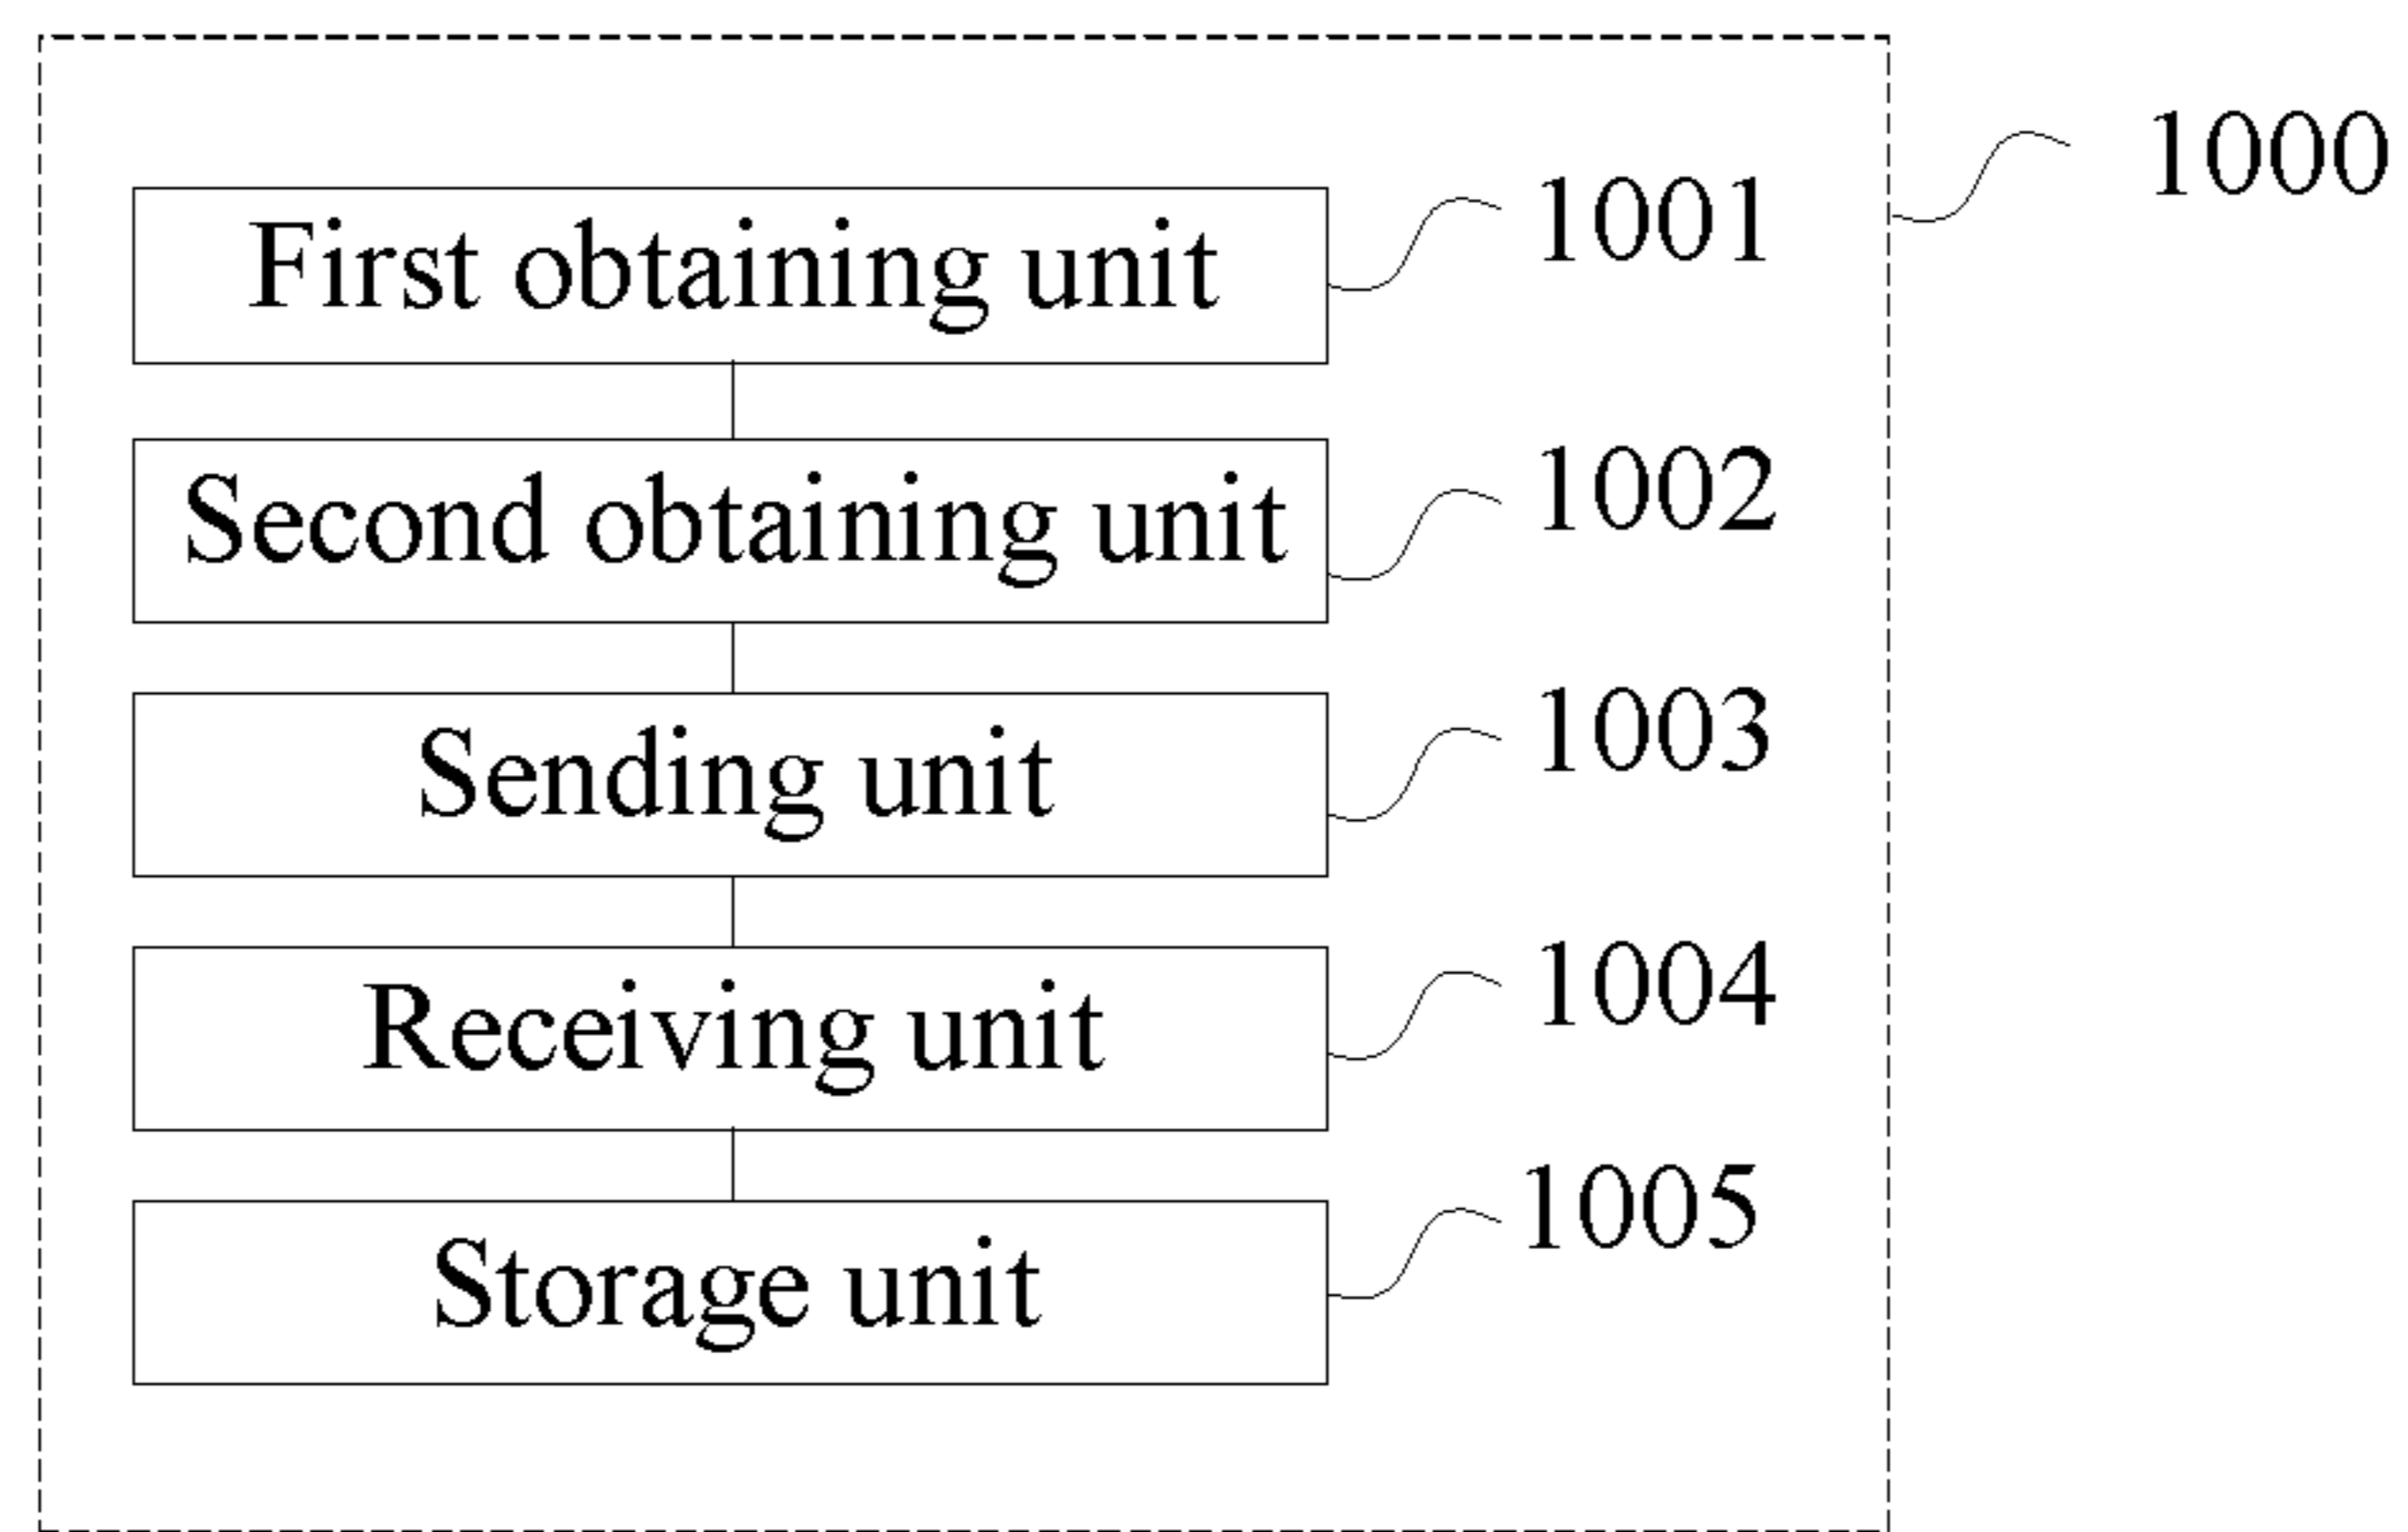 1000
First obtaining unit 1001
Second obtaining unit 1002
Sending unit 1003
Receiving unit 1004
Storage unit 1005